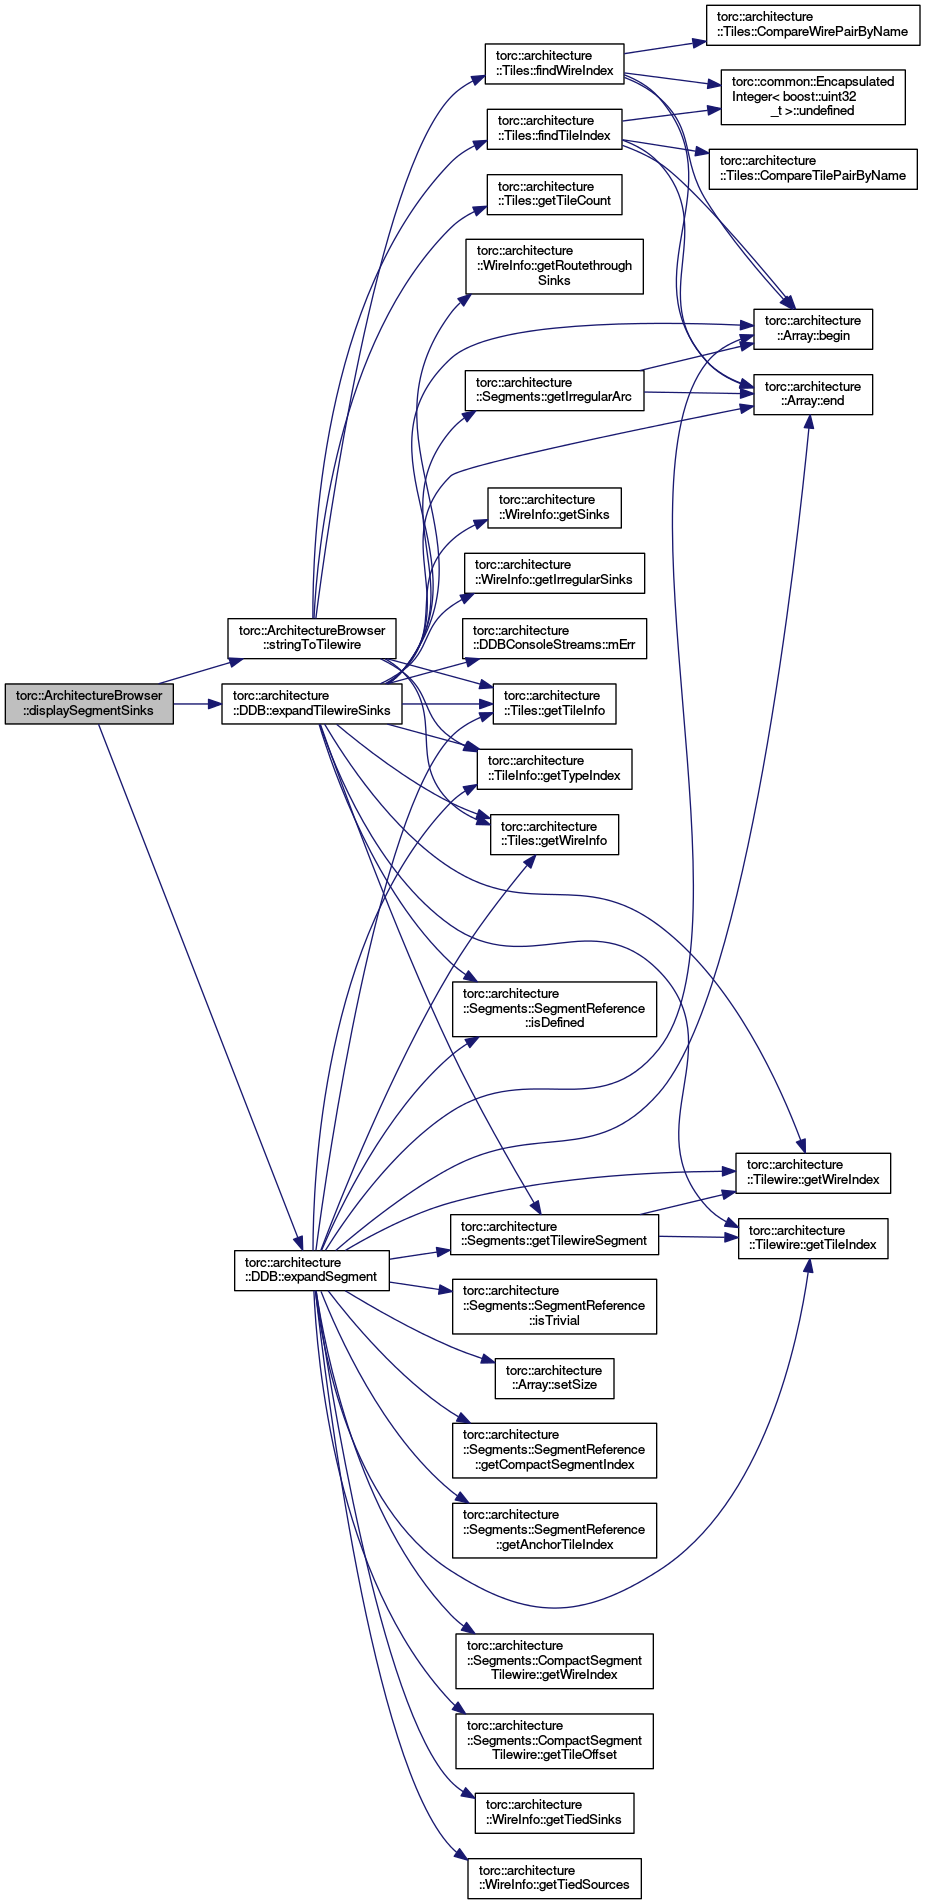 torc::architecture
::Tiles::CompareWirePairByName
torc::architecture
::Tiles::findWireIndex
torc::common::Encapsulated
Integer< boost::uint32
_t >::undefined
torc::architecture
::Tiles::findTileIndex
torc::architecture
::Tiles::CompareTilePairByName
torc::architecture
::Tiles::getTileCount
torc::architecture
::WireInfo::getRoutethrough
Sinks
torc::architecture
::Array::begin
torc::architecture
::Segments::getIrregularArc
torc::architecture
::Array::end
torc::architecture
::WireInfo::getSinks
torc::architecture
::WireInfo::getIrregularSinks
torc::ArchitectureBrowser
::stringToTilewire
torc::architecture
::DDBConsoleStreams::mErr
torc::ArchitectureBrowser
::displaySegmentSinks
torc::architecture
::DDB::expandTilewireSinks
torc::architecture
::Tiles::getTileInfo
torc::architecture
::TileInfo::getTypeIndex
torc::architecture
::Tiles::getWireInfo
torc::architecture
::Segments::SegmentReference
::isDefined
torc::architecture
::Tilewire::getWireIndex
torc::architecture
::Segments::getTilewireSegment
torc::architecture
::Tilewire::getTileIndex
torc::architecture
::DDB::expandSegment
torc::architecture
::Segments::SegmentReference
::isTrivial
torc::architecture
::Array::setSize
torc::architecture
::Segments::SegmentReference
::getCompactSegmentIndex
torc::architecture
::Segments::SegmentReference
::getAnchorTileIndex
torc::architecture
::Segments::CompactSegment
Tilewire::getWireIndex
torc::architecture
::Segments::CompactSegment
Tilewire::getTileOffset
torc::architecture
::WireInfo::getTiedSinks
torc::architecture
::WireInfo::getTiedSources